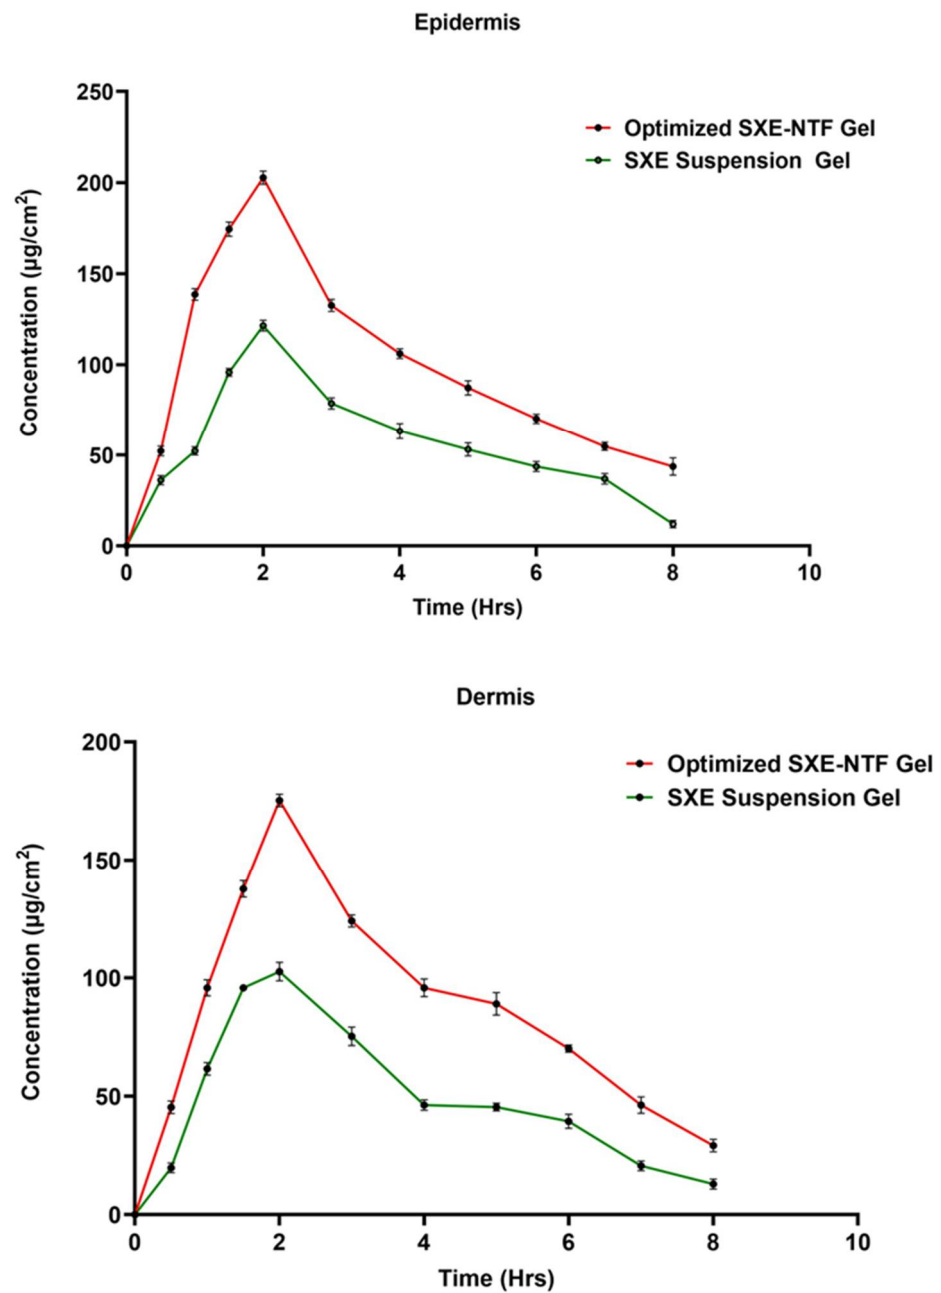 Epidermis
250
200
150
100
50
0
Concentration (µg/cm²)
Optimized SXE-NTF Gel
SXE Suspension Gel
0 2 4 6 8 10
Time (Hrs)
Dermis
200
150
100
50
0
Concentration (µg/cm²)
Optimized SXE-NTF Gel
SXE Suspension Gel
0 2 4 6 8 10
Time (Hrs)